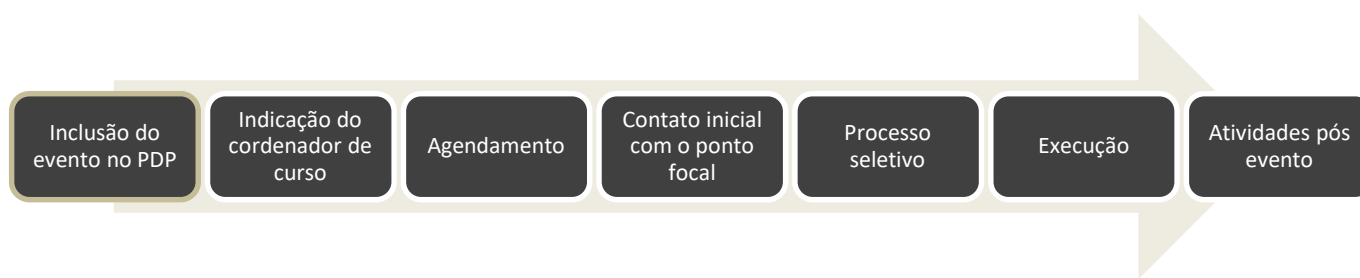 Inclusão do
evento no PDP
Indicação do
cordenador de
curso
Agendamento
Contato inicial
com o ponto
focal
Processo
seletivo
Execução
Atividades pós
evento